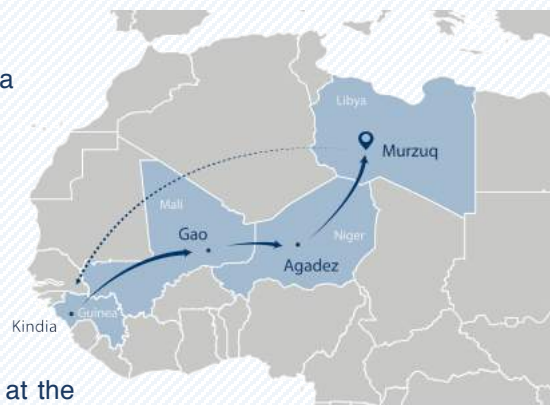 a
Libya
Murzuq
Mali
Gao
Niger
Agadez
Guinea
Kindia
at the